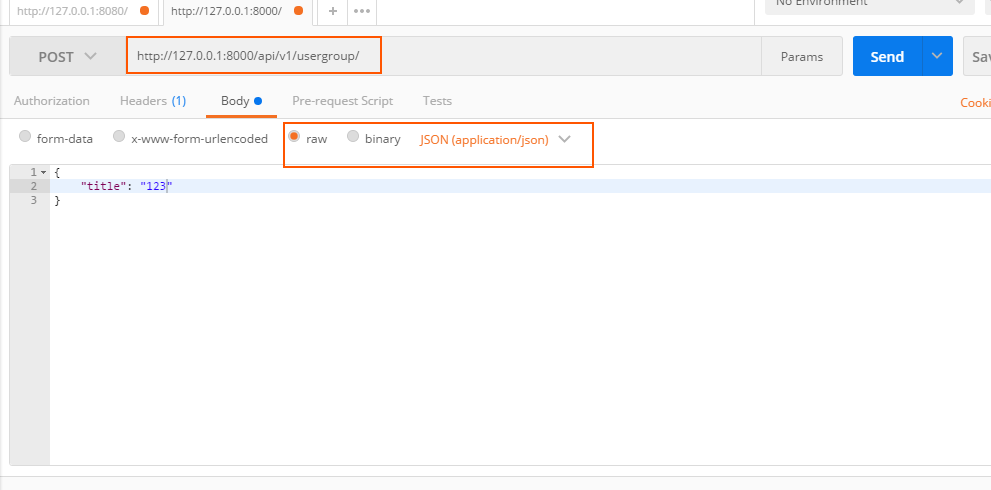 http://127.0.0.1:8080/ http://127.0.0.1:8000/ + ••• No Environment
POST http://127.0.0.1:8000/api/v1/usergroup/ Params Send Sav
Authorization Headers (1) Body Pre-request Script Tests Cooki
form-data x-www-form-urlencoded raw binary JSON (application/json)
1 {
2 "title": "123"
3 }